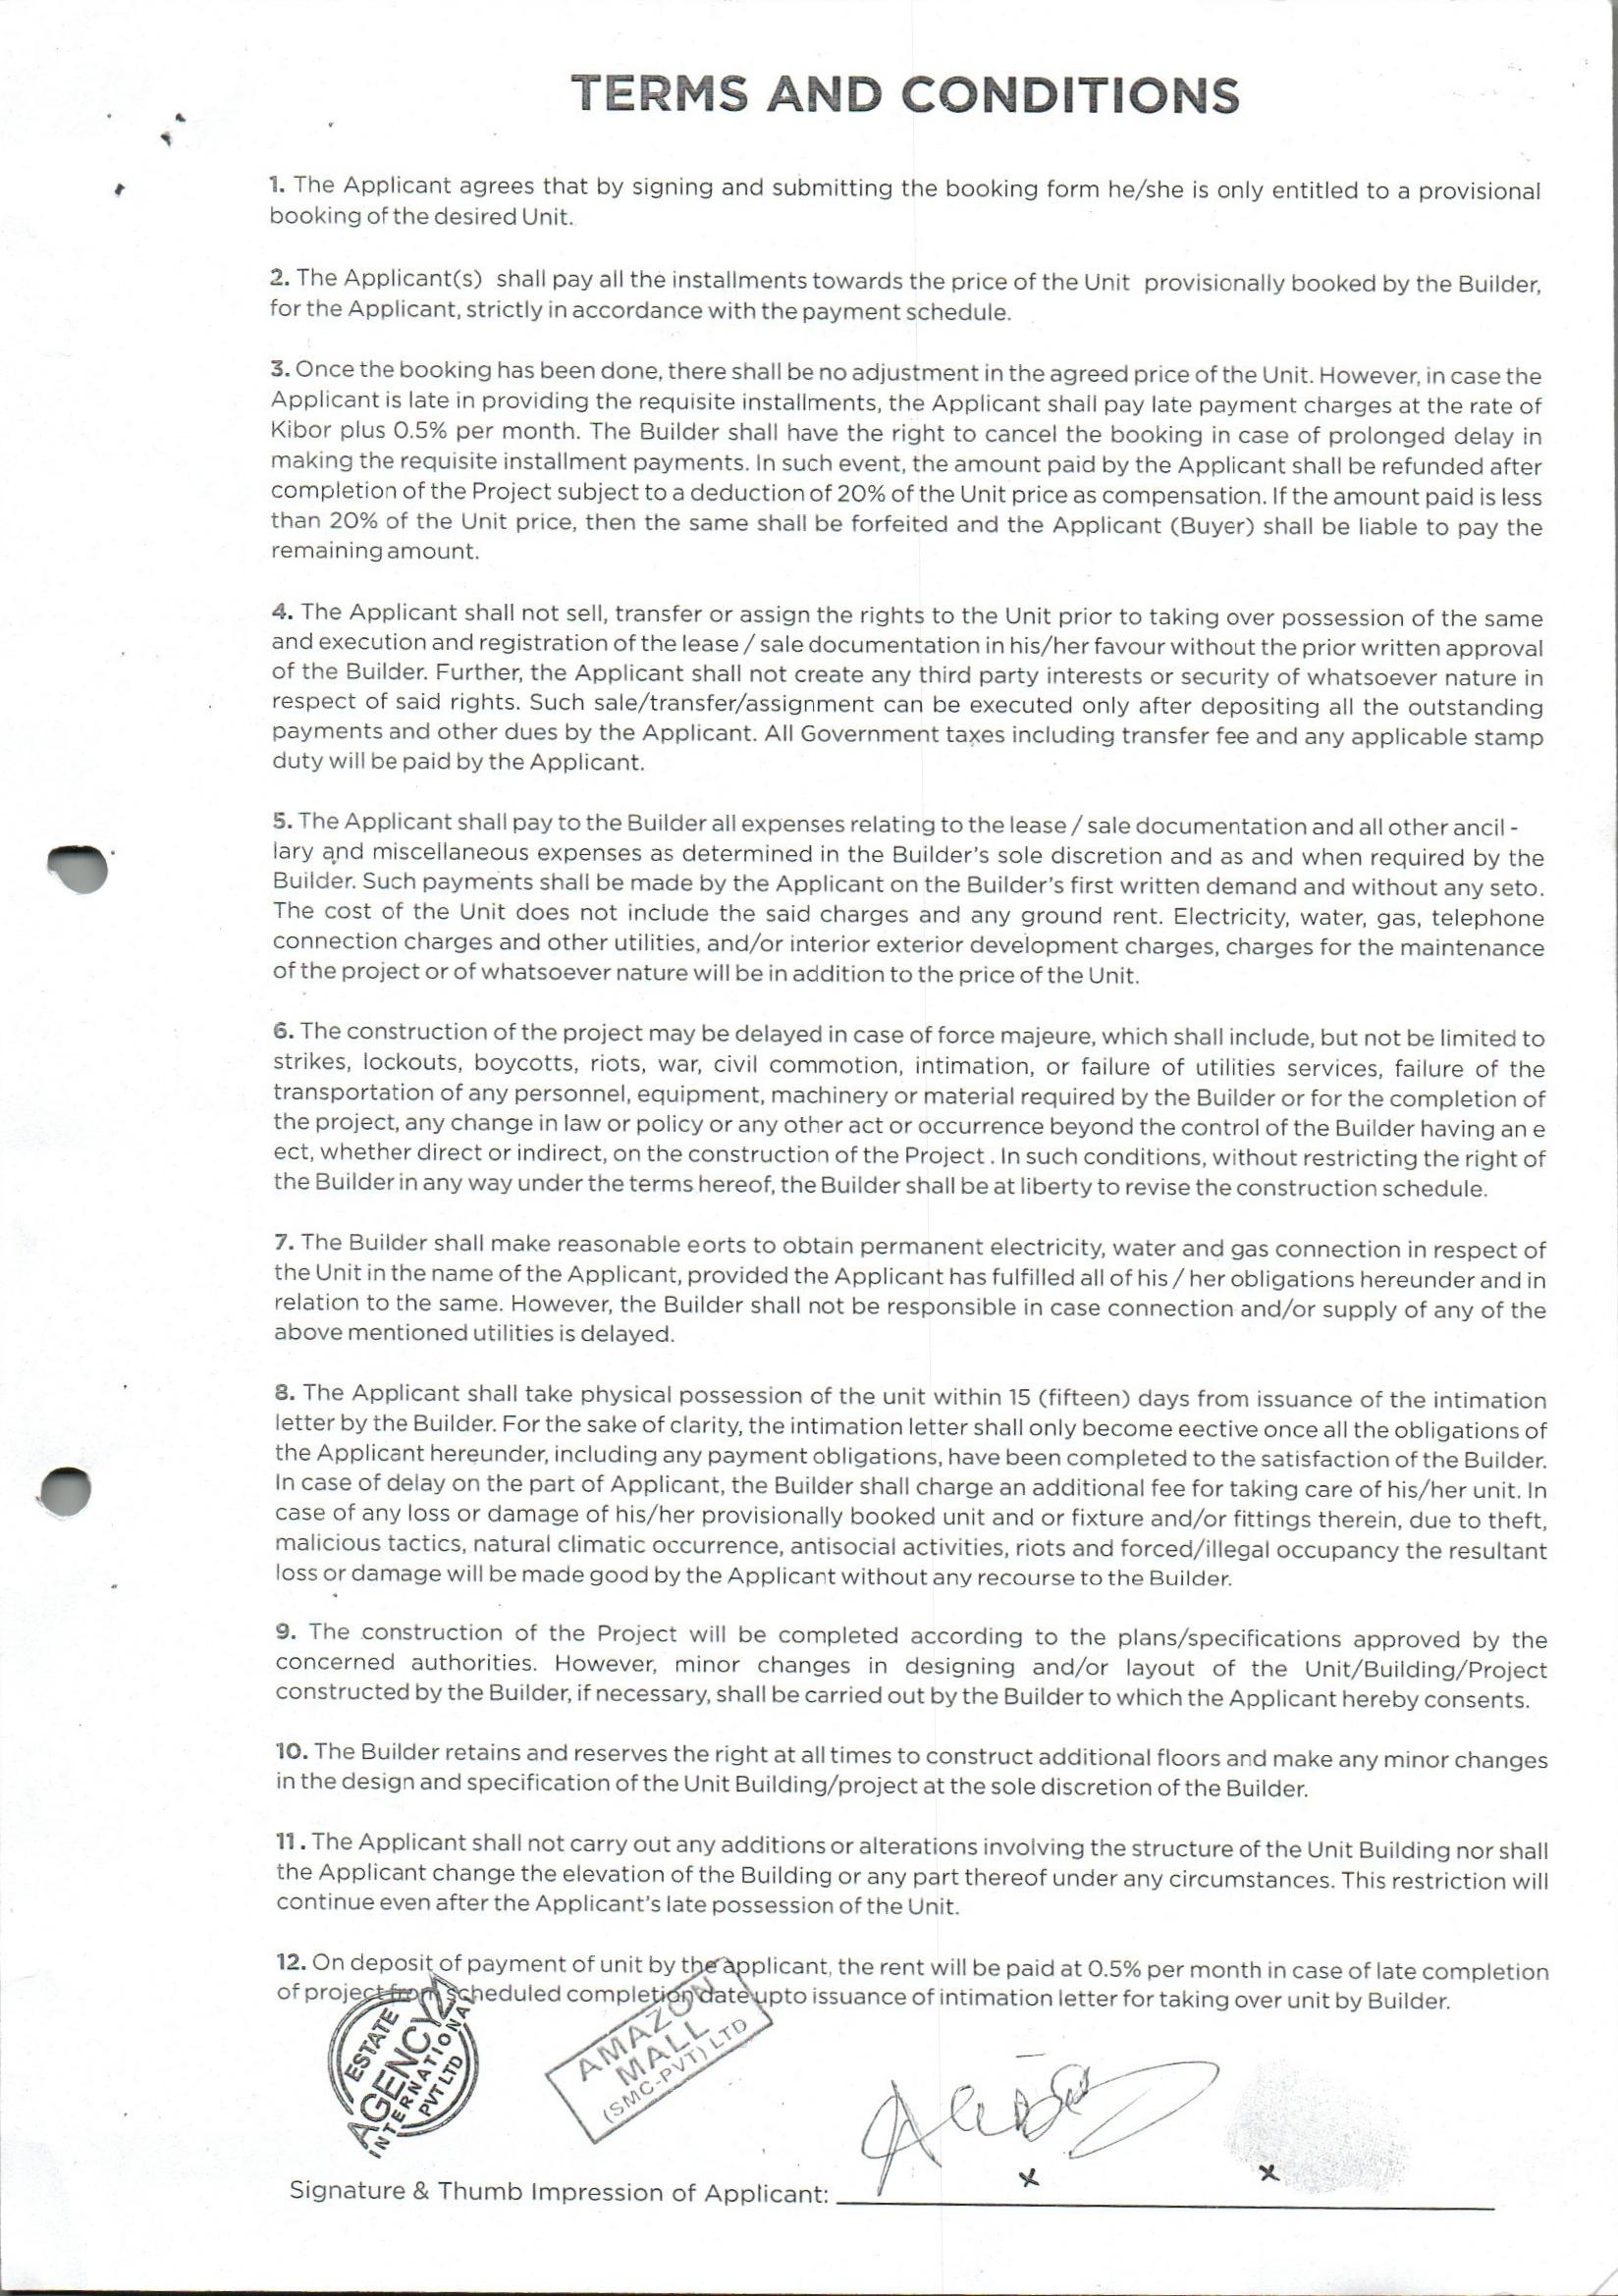 TERMS AND CONDITIONS
1. The Applicant agrees that by signing and submitting the booking form he/she is only entitled to a provisional
booking of the desired Unit.
2. The Applicant(s) shall pay all the installments towards the price of the Unit provisionally booked by the Builder,
for the Applicant, strictly in accordance with the payment schedule.
3. Once the booking has been done, there shall be no adjustment in the agreed price of the Unit. However, in case the
Applicant is late in providing the requisite installments, the Applicant shall pay late payment charges at the rate of
Kibor plus 0.5% per month. The Builder shall have the right to cancel the booking in case of prolonged delay in
making the requisite installment payments. In such event, the amount paid by the Applicant shall be refunded after
completion of the Project subject to a deduction of 20% of the Unit price as compensation. If the amount paid is less
than 20% of the Unit price, then the same shall be forfeited and the Applicant (Buyer) shall be liable to pay the
remaining amount.
4. The Applicant shall not sell, transfer or assign the rights to the Unit prior to taking over possession of the same
and execution and registration of the lease / sale documentation in his/her favour without the prior written approval
of the Builder. Further, the Applicant shall not create any third party interests or security of whatsoever nature in
respect of said rights. Such sale/transfer/assignment can be executed only after depositing all the outstanding
payments and other dues by the Applicant. All Government taxes including transfer fee and any applicable stamp
duty will be paid by the Applicant.
5. The Applicant shall pay to the Builder all expenses relating to the lease / sale documentation and all other ancil -
lary and miscellaneous expenses as determined in the Builder's sole discretion and as and when required by the
Builder. Such payments shall be made by the Applicant on the Builder's first written demand and without any seto.
The cost of the Unit does not include the said charges and any ground rent. Electricity, water, gas, telephone
connection charges and other utilities, and/or interior exterior development charges, charges for the maintenance
of the project or of whatsoever nature will be in addition to the price of the Unit.
6. The construction of the project may be delayed in case of force majeure, which shall include, but not be limited to
strikes, lockouts, boycotts, riots, war, civil commotion, intimation, or failure of utilities services, failure of the
transportation of any personnel, equipment, machinery or material required by the Builder or for the completion of
the project, any change in law or policy or any other act or occurrence beyond the control of the Builder having an e
ect, whether direct or indirect, on the construction of the Project . In such conditions, without restricting the right of
the Builder in any way under the terms hereof, the Builder shall be at liberty to revise the construction schedule.
7. The Builder shall make reasonable eorts to obtain permanent electricity, water and gas connection in respect of
the Unit in the name of the Applicant, provided the Applicant has fulfilled all of his / her obligations hereunder and in
relation to the same. However, the Builder shall not be responsible in case connection and/or supply of any of the
above mentioned utilities is delayed.
8. The Applicant shall take physical possession of the unit within 15 (fifteen) days from issuance of the intimation
letter by the Builder. For the sake of clarity, the intimation letter shall only become eective once all the obligations of
the Applicant hereunder, including any payment obligations, have been completed to the satisfaction of the Builder.
In case of delay on the part of Applicant, the Builder shall charge an additional fee for taking care of his/her unit. In
case of any loss or damage of his/her provisionally booked unit and or fixture and/or fittings therein, due to theft,
malicious tactics, natural climatic occurrence, antisocial activities, riots and forced/illegal occupancy the resultant
loss or damage will be made good by the Applicant without any recourse to the Builder.
9. The construction of the Project will be completed according to the plans/specifications approved by the
concerned authorities. However, minor changes in designing and/or layout of the Unit/Building/Project
constructed by the Builder, if necessary, shall be carried out by the Builder to which the Applicant hereby consents.
10. The Builder retains and reserves the right at all times to construct additional floors and make any minor changes
in the design and specification of the Unit Building/project at the sole discretion of the Builder.
11. The Applicant shall not carry out any additions or alterations involving the structure of the Unit Building nor shall
the Applicant change the elevation of the Building or any part thereof under any circumstances. This restriction will
continue even after the Applicant's late possession of the Unit.
12. On deposit of payment of unit by the applicant, the rent will be paid at 0.5% per month in case of late completion
of project from scheduled completion date upto issuance of intimation letter for taking over unit by Builder.
ESTATE
AGENCY21
INTERNATIONAL
PVT LTD
AMAZON
MALL
(SMC-PVT) LTD
x x
Signature & Thumb Impression of Applicant: